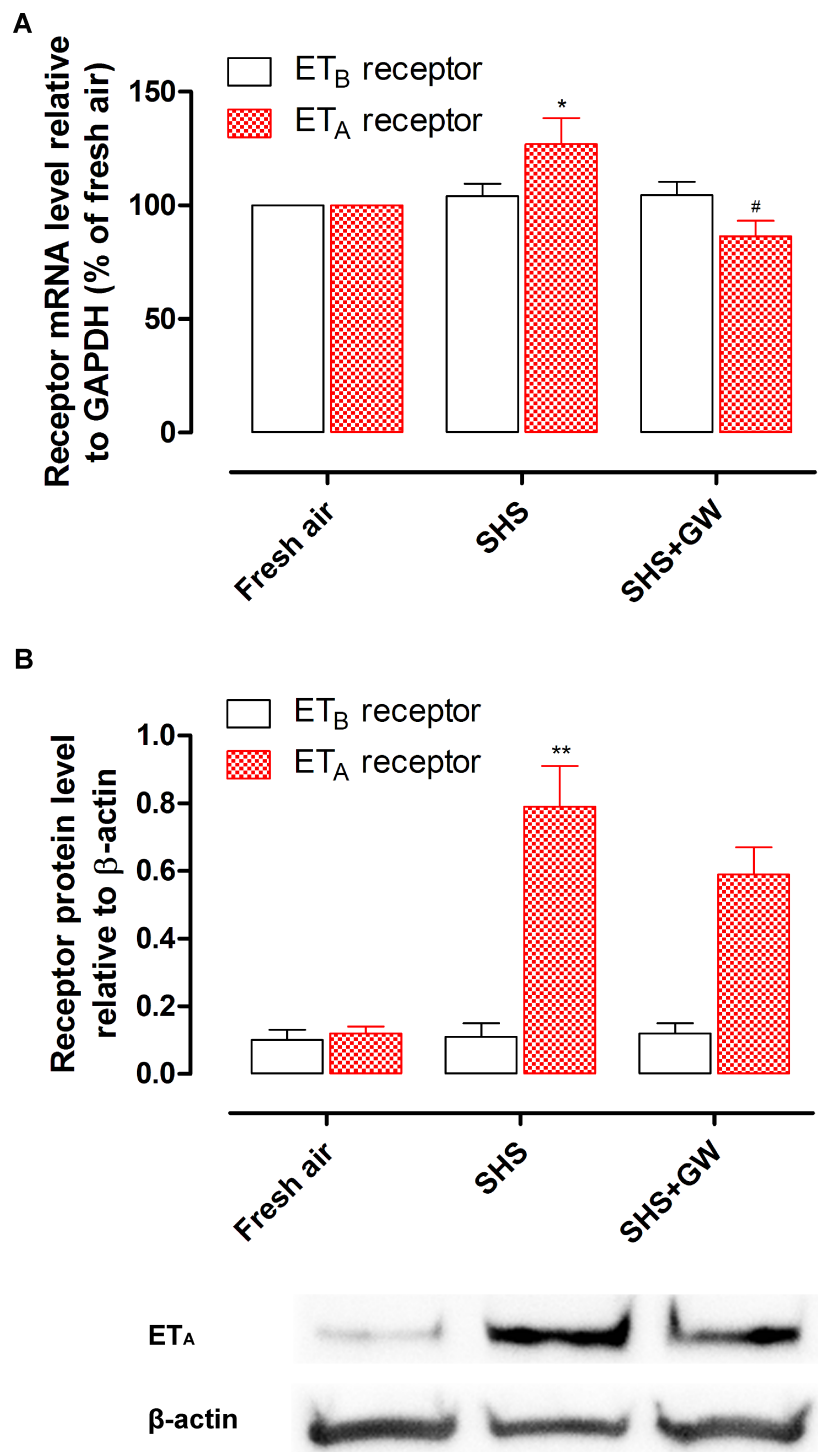 A
Receptor mRNA level relative
to GAPDH (% of fresh air)
ETB receptor
ETA receptor
150
100
50
0
*
#
Fresh air
SHS
SHS+GW
B
Receptor protein level
relative to β-actin
ETB receptor
ETA receptor
1.0
0.8
0.6
0.4
0.2
0.0
**
Fresh air
SHS
SHS+GW
ETA
β-actin